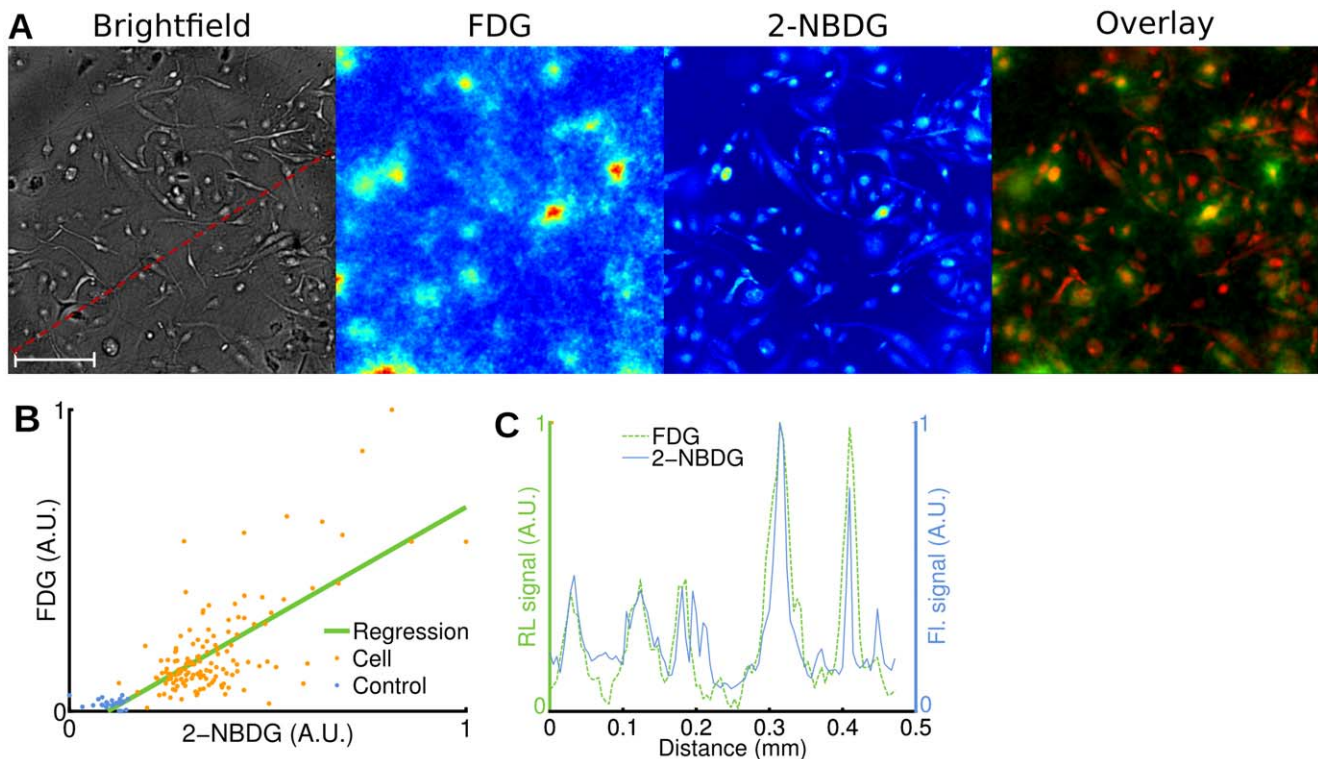 A
Brightfield
FDG
2-NBDG
Overlay
B
1
FDG (A.U.)
Regression
Cell
Control
0
0
2−NBDG (A.U.)
1
C
1
FDG
2−NBDG
1
RL signal (A.U.)
Fl. signal (A.U.)
0
0
0
0.1
0.2
0.3
0.4
0.5
Distance (mm)